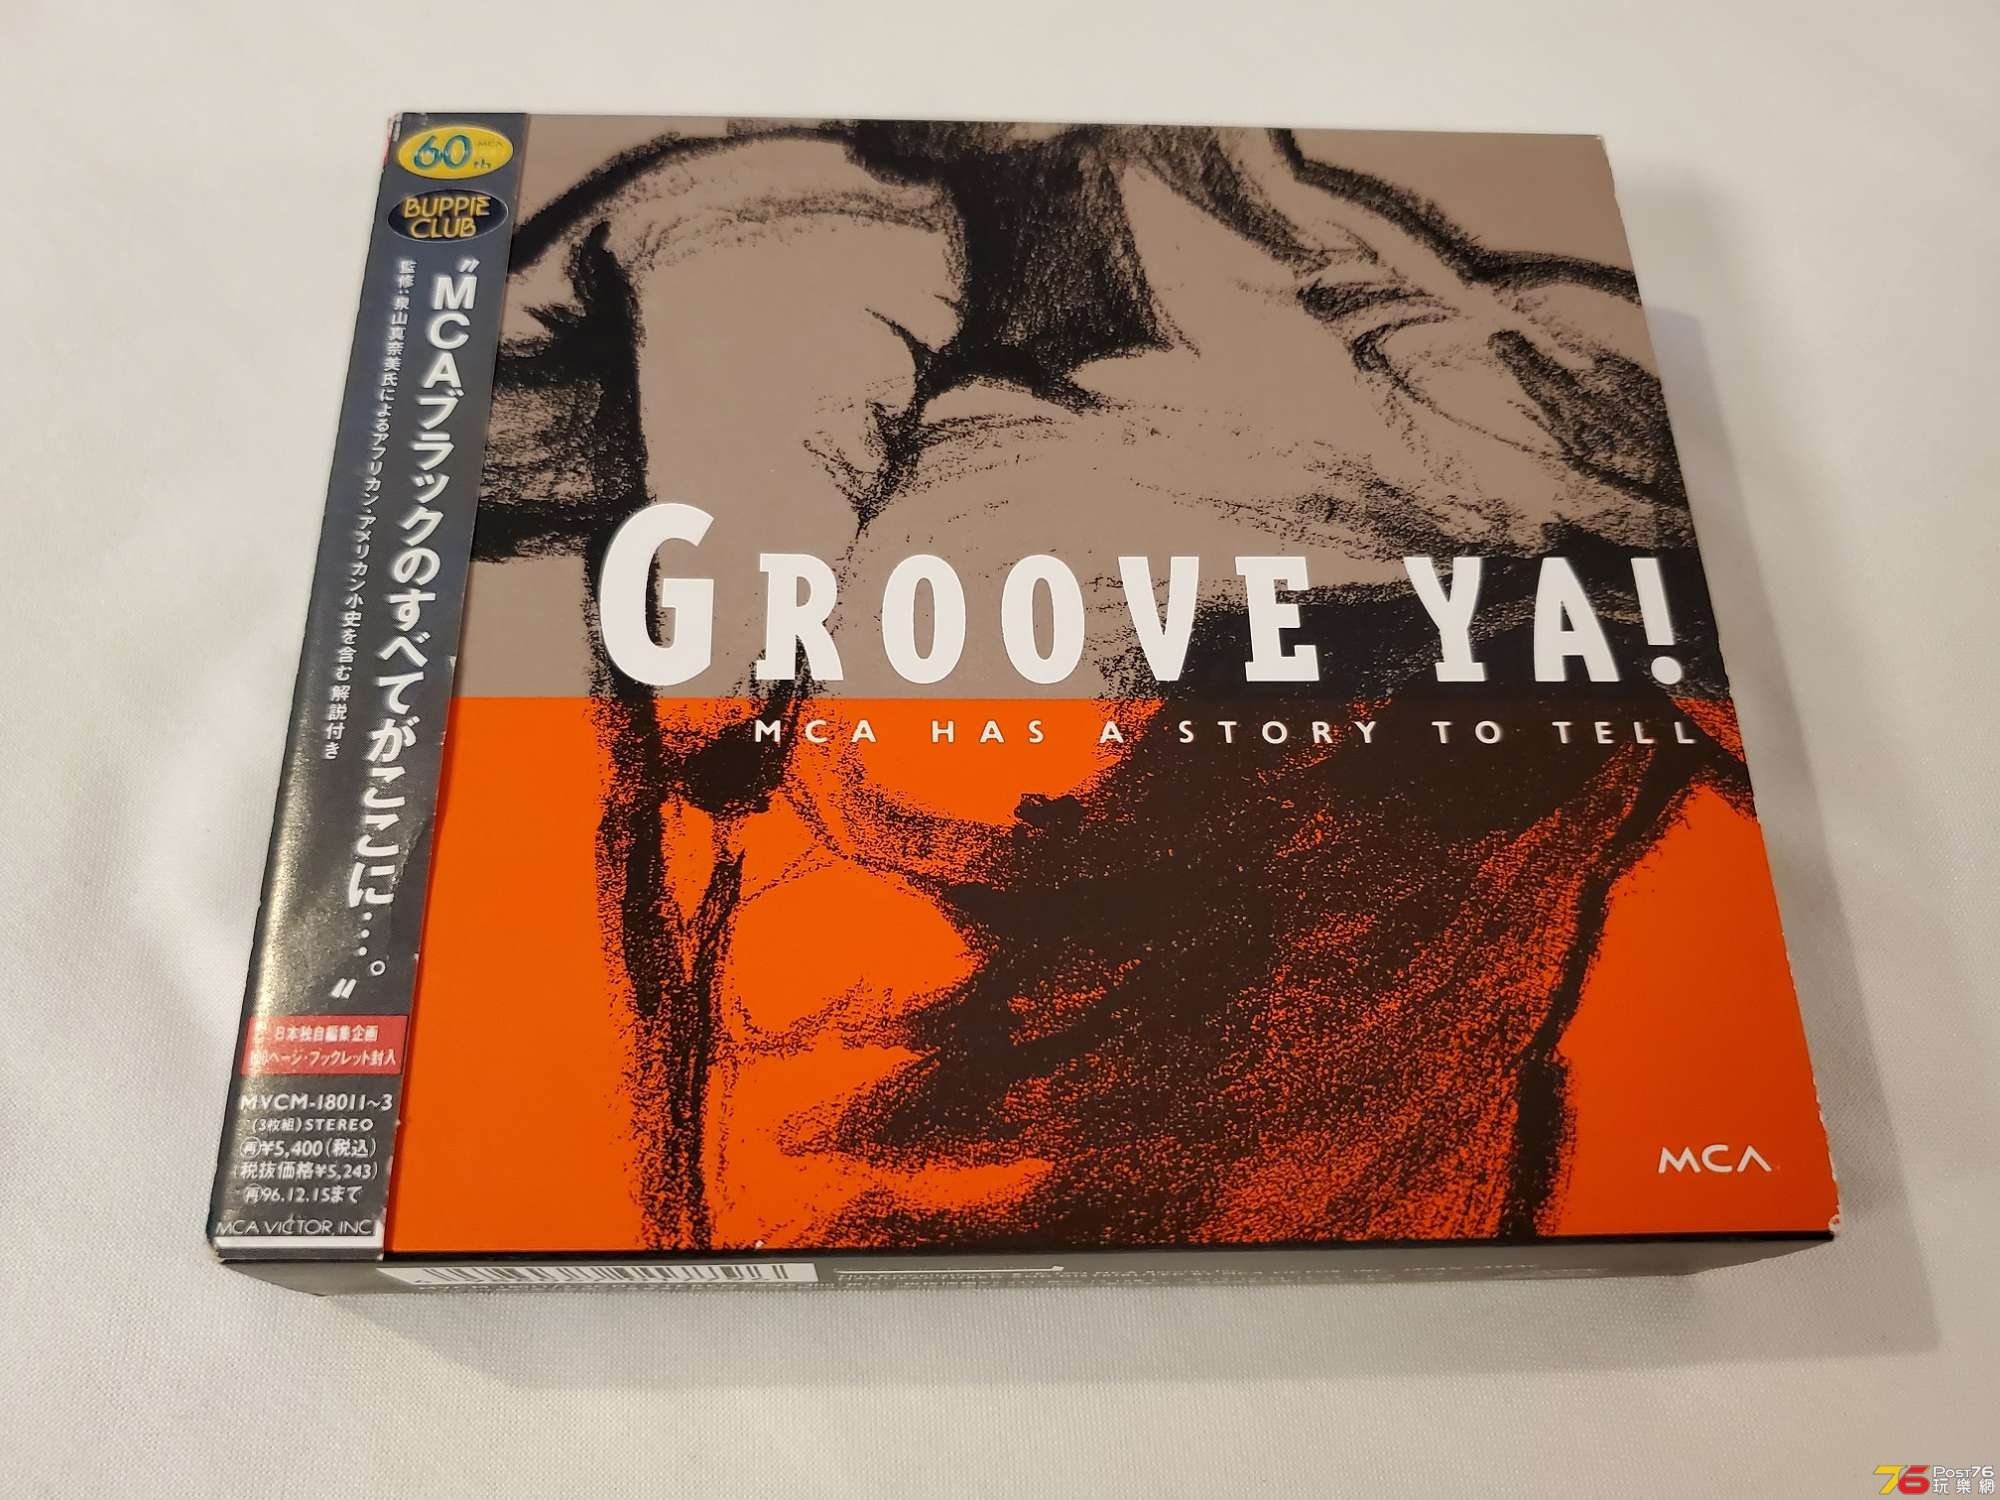 60th
MCA
BUPPIE
CLUB
"MCAブラックのすべてがここに……。"
監修:泉山真奈美氏によるアフリカン・アメリカン小史を含む解説付き
日本独自編集企画
ページ・ブックレット封入
MVCM-18011~3
(3枚組)STEREO
再¥5,400(税込)
(税抜価格¥5,243)
再96.12.15まで
MCA VICTOR, INC
GROOVE YA!
MCA HAS A STORY TO TELL
MCA
76 POST76
玩樂網